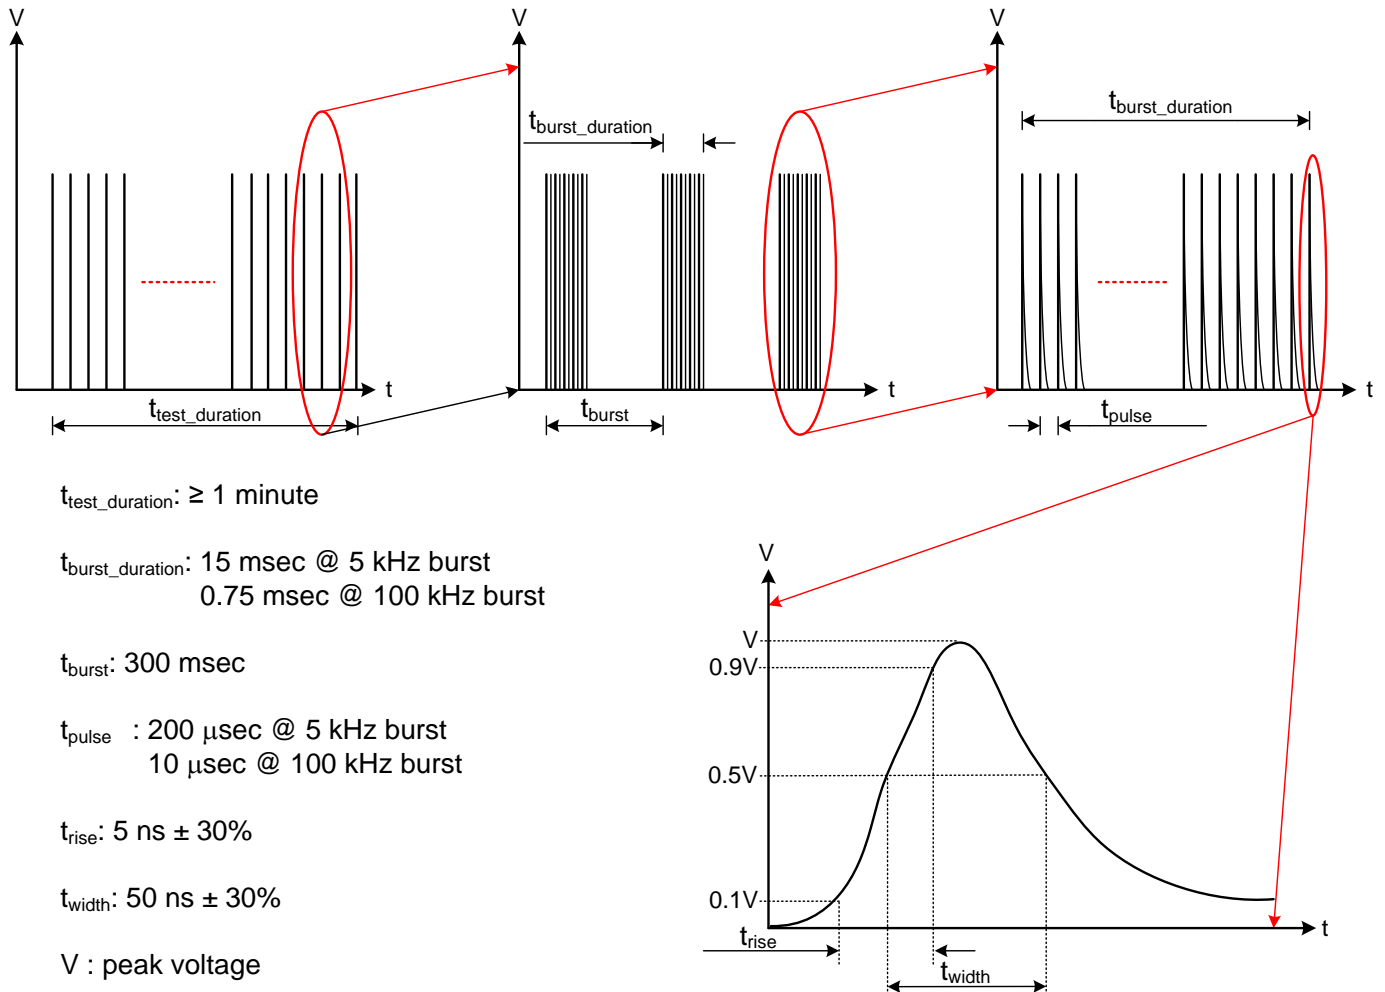 V
V
V
t_burst_duration
t_burst_duration
t
t
t
t_test_duration
t_burst
t_pulse
t_test_duration: ≥ 1 minute
t_burst_duration: 15 msec @ 5 kHz burst
0.75 msec @ 100 kHz burst
t_burst: 300 msec
t_pulse : 200 μsec @ 5 kHz burst
10 μsec @ 100 kHz burst
t_rise: 5 ns ± 30%
t_width: 50 ns ± 30%
V : peak voltage
V
V
0.9V
0.5V
0.1V
t
t_rise
t_width